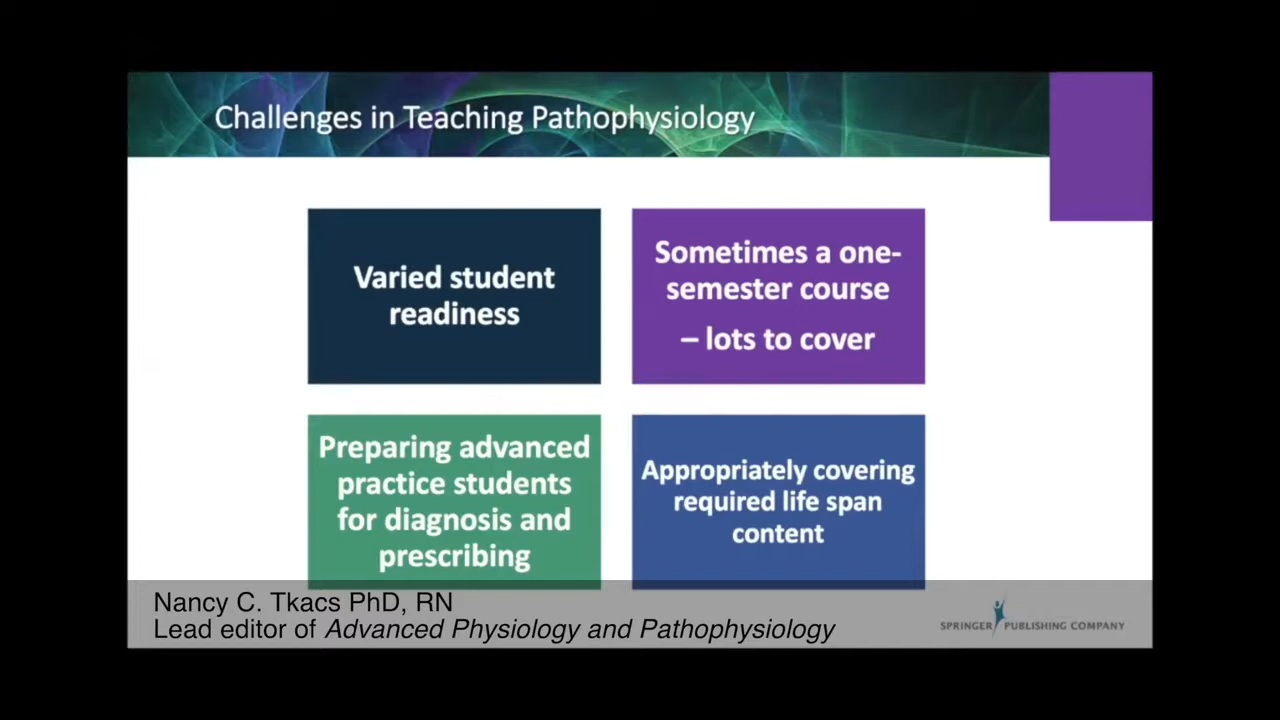 Challenges in Teaching Pathophysiology
Varied student
readiness
Sometimes a one-
semester course
– lots to cover
Preparing advanced
practice students
for diagnosis and
prescribing
Appropriately covering
required life span
content
Nancy C. Tkacs PhD, RN
Lead editor of Advanced Physiology and Pathophysiology
SPRINGER PUBLISHING COMPANY